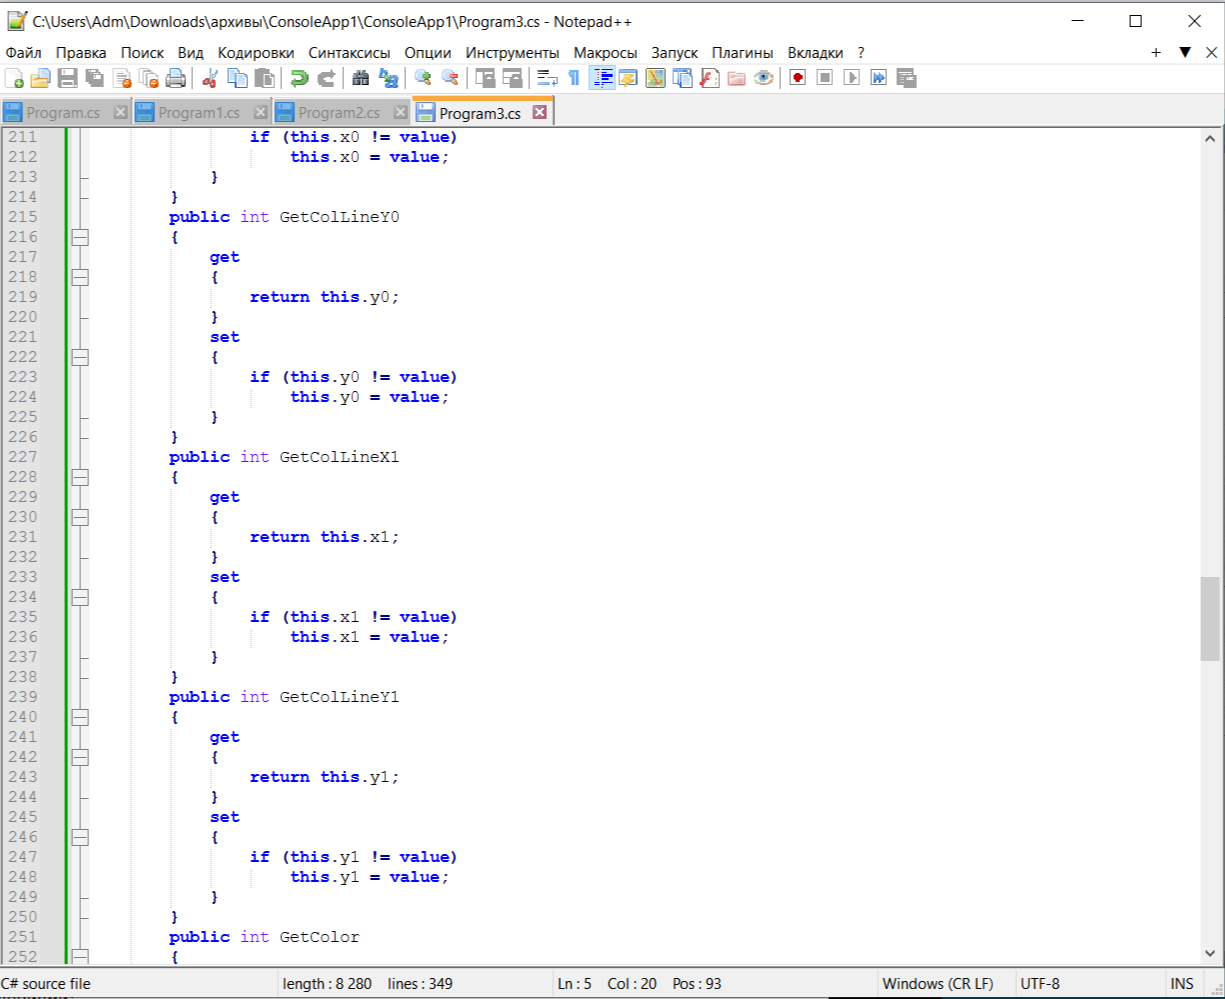 C:\Users\Adm\Downloads\архивы\ConsoleApp1\ConsoleApp1\Program3.cs - Notepad++
Файл Правка Поиск Вид Кодировки Синтаксисы Опции Инструменты Макросы Запуск Плагины Вкладки ?
Program.cs Program1.cs Program2.cs Program3.cs
211 if (this.x0 != value)
212 this.x0 = value;
213 }
214 }
215 public int GetColLineY0
216 {
217 get
218 {
219 return this.y0;
220 }
221 set
222 {
223 if (this.y0 != value)
224 this.y0 = value;
225 }
226 }
227 public int GetColLineX1
228 {
229 get
230 {
231 return this.x1;
232 }
233 set
234 {
235 if (this.x1 != value)
236 this.x1 = value;
237 }
238 }
239 public int GetColLineY1
240 {
241 get
242 {
243 return this.y1;
244 }
245 set
246 {
247 if (this.y1 != value)
248 this.y1 = value;
249 }
250 }
251 public int GetColor
252 {
C# source file length : 8 280 lines : 349 Ln : 5 Col : 20 Pos : 93 Windows (CR LF) UTF-8 INS